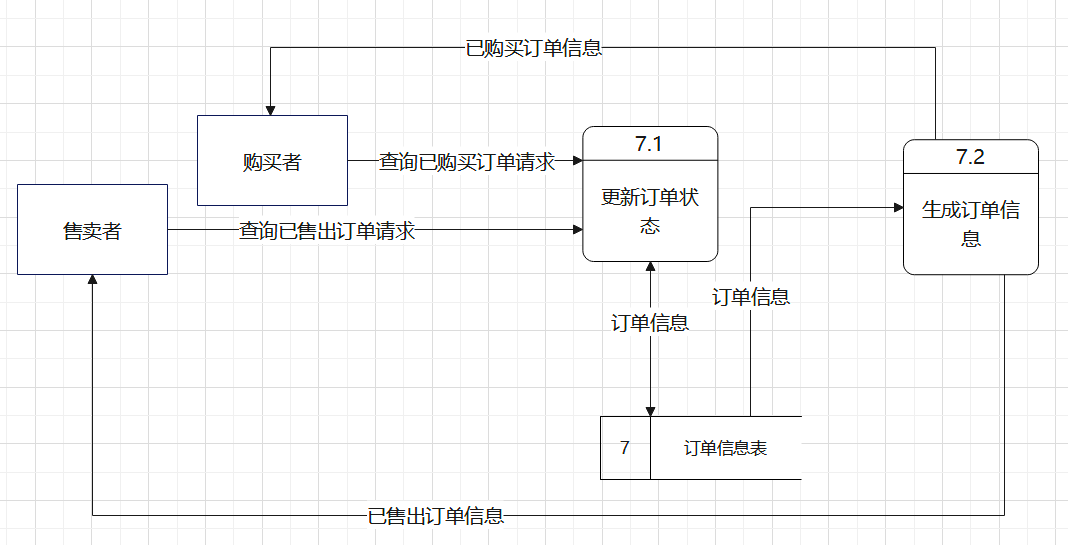 已购买订单信息
购买者
查询已购买订单请求
7.1
更新订单状
态
7.2
生成订单信
息
售卖者
查询已售出订单请求
订单信息
订单信息
7
订单信息表
已售出订单信息